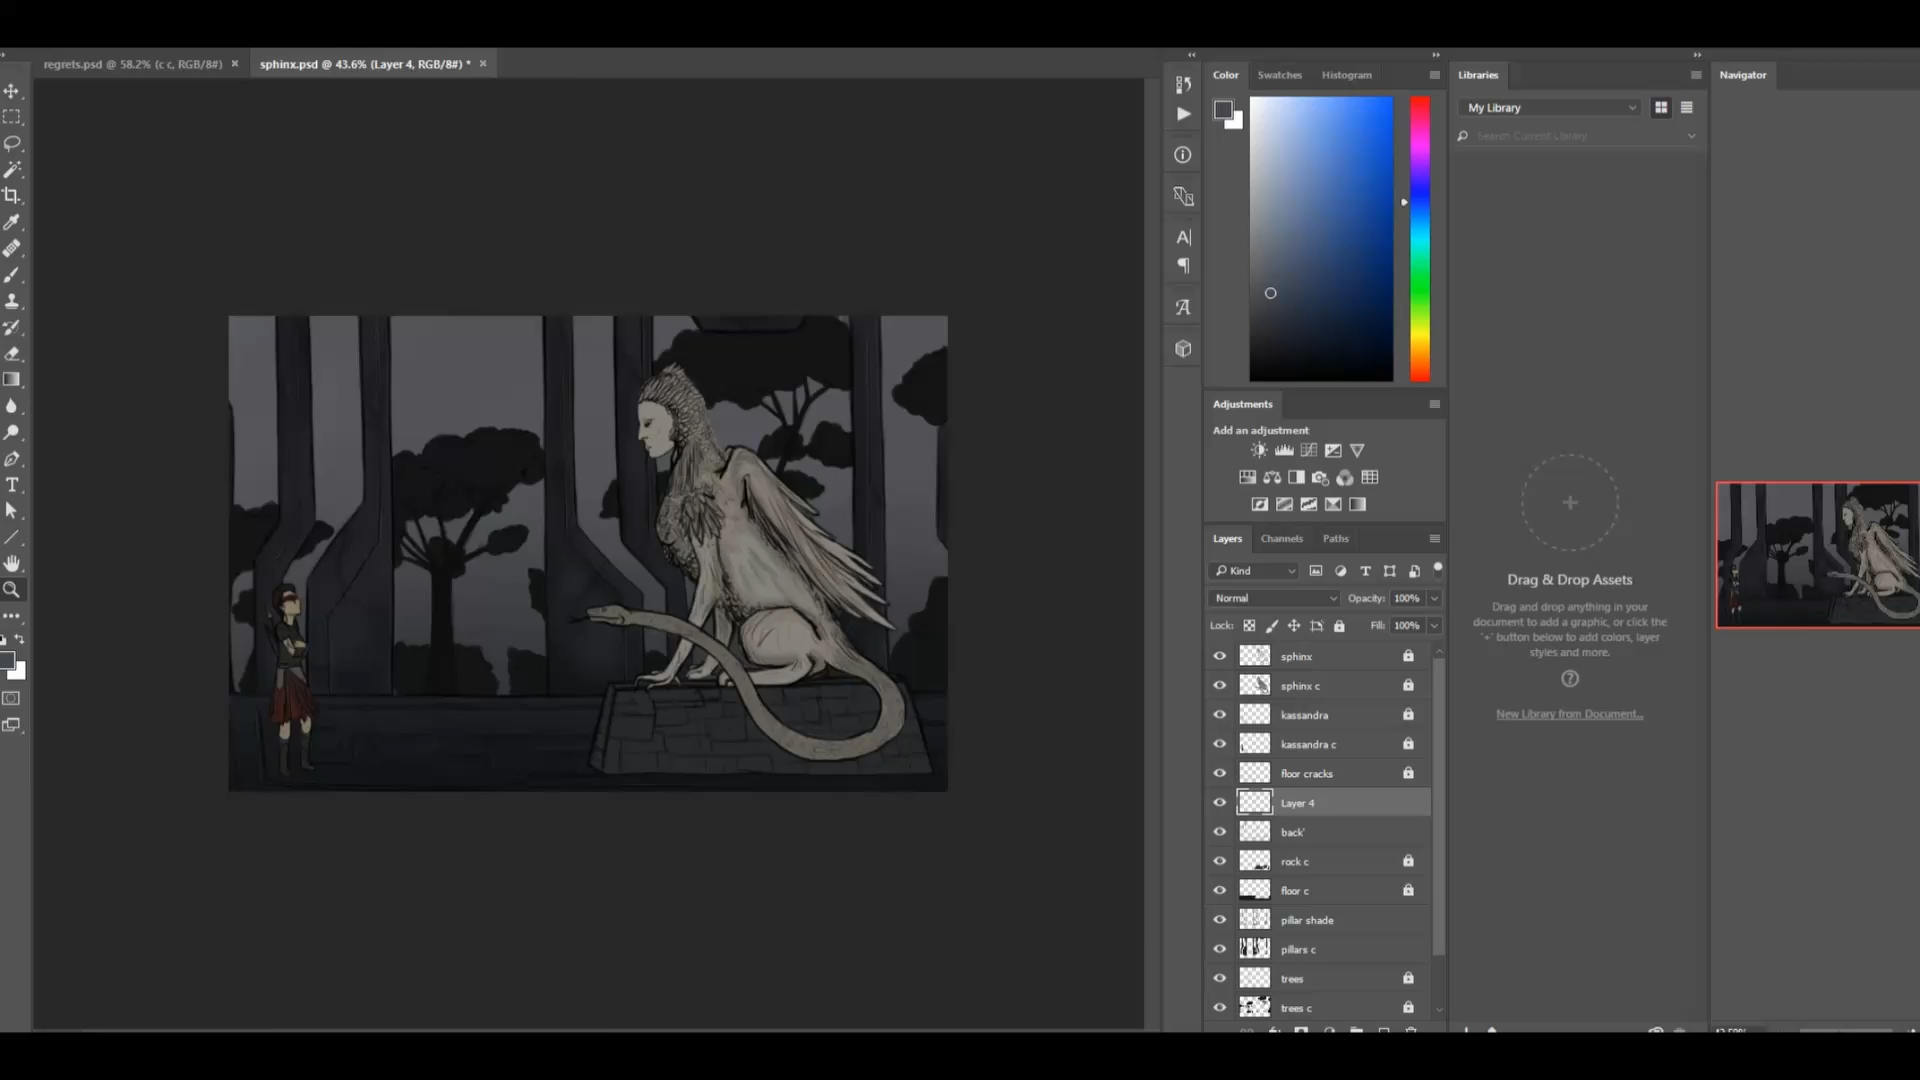 regrets.psd @ 58.2% (c c, RGB/8#) ×
sphinx.psd @ 43.6% (Layer 4, RGB/8#) * ×
Color Swatches Histogram
Libraries
Navigator
My Library
Search Current Library
Adjustments
Add an adjustment
Layers Channels Paths
Kind
Normal Opacity: 100%
Lock: Fill: 100%
sphinx
sphinx c
kassandra
kassandra c
floor cracks
Layer 4
back'
rock c
floor c
pillar shade
pillars c
trees
trees c
Drag & Drop Assets
Drag and drop anything in your
document to add a graphic, or click the
"+" button below to add colors, layer
styles and more.
New Library from Document...